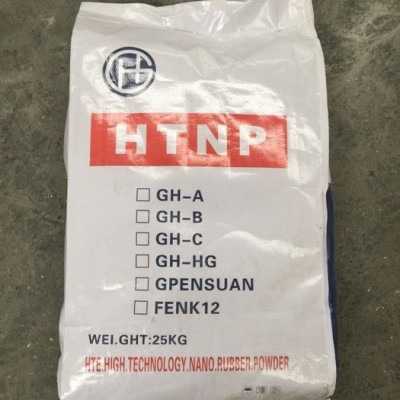 HTNP
GH-A
GH-B
GH-C
GH-HG
GPENSUAN
FENK12
WEI.GHT:25KG
HTE.HIGH.TECHNOLOGY.NANO.RUBBER.POWDER